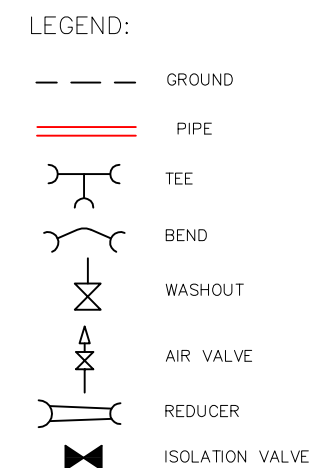 LEGEND:
GROUND
PIPE
TEE
BEND
WASHOUT
AIR VALVE
REDUCER
ISOLATION VALVE